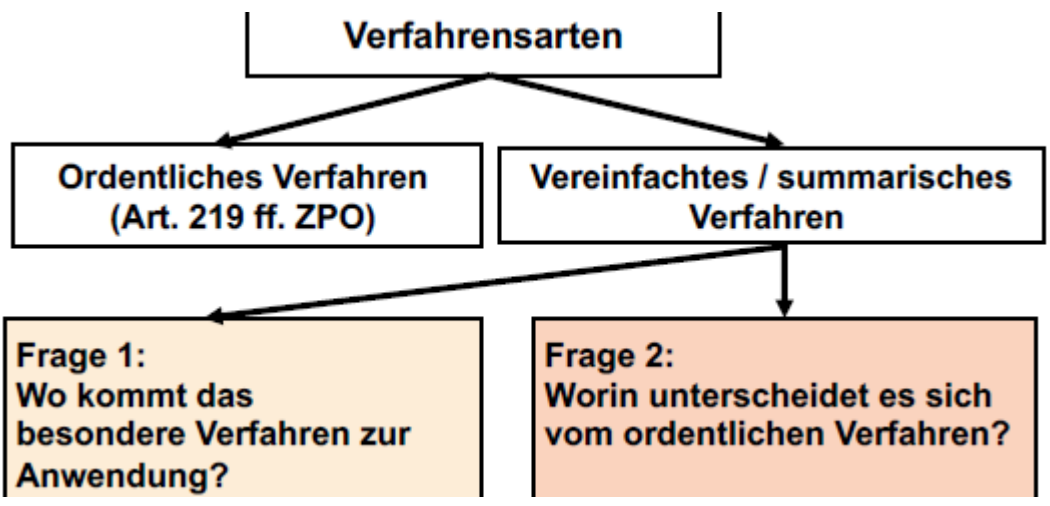 Verfahrensarten
Ordentliches Verfahren
(Art. 219 ff. ZPO)
Vereinfachtes / summarisches
Verfahren
Frage 1:
Wo kommt das
besondere Verfahren zur
Anwendung?
Frage 2:
Worin unterscheidet es sich
vom ordentlichen Verfahren?